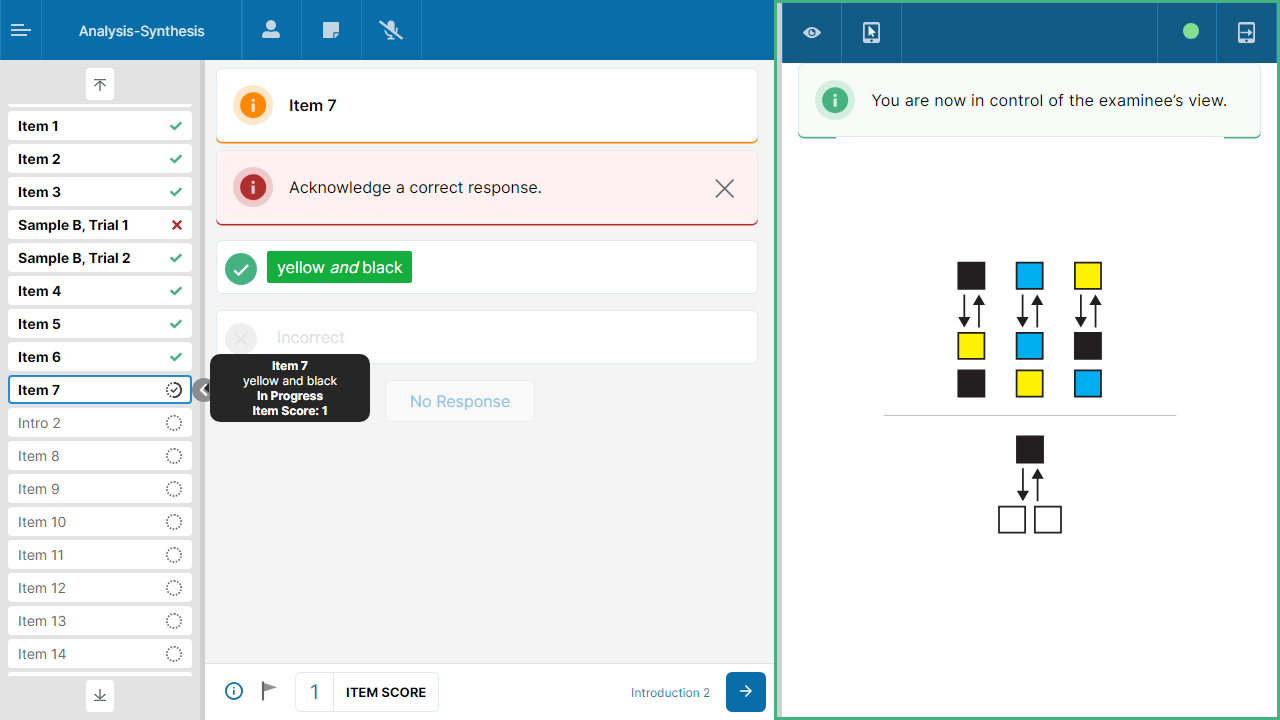 Analysis-Synthesis
Item 1
Item 2
Item 3
Sample B, Trial 1
Sample B, Trial 2
Item 4
Item 5
Item 6
Item 7
Intro 2
Item 8
Item 9
Item 10
Item 11
Item 12
Item 13
Item 14
Item 7
Acknowledge a correct response.
yellow and black
Incorrect
Item 7
yellow and black
In Progress
Item Score: 1
No Response
1 ITEM SCORE
Introduction 2
You are now in control of the examinee’s view.